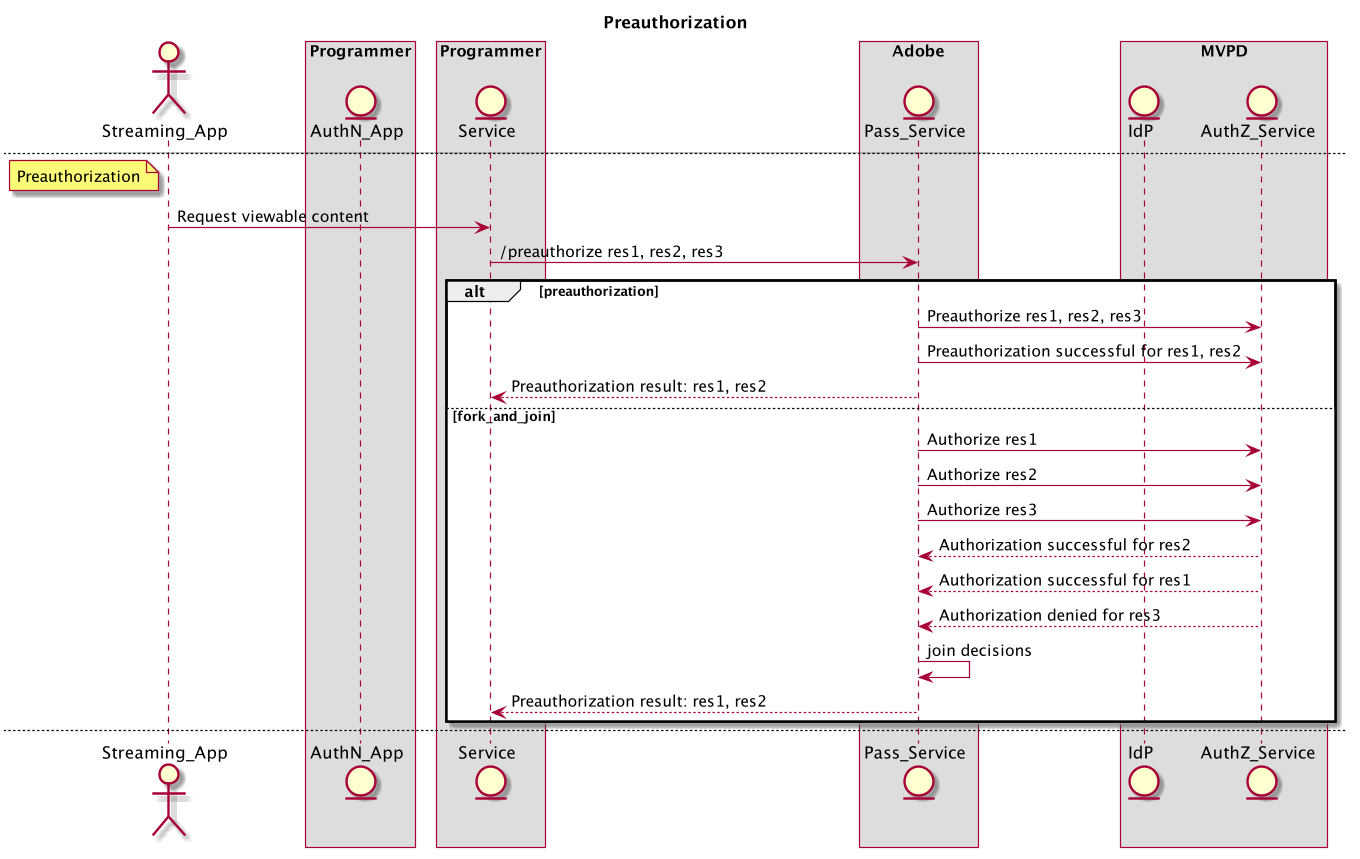 Preauthorization
Programmer Programmer Adobe MVPD
Streaming_App AuthN_App Service Pass_Service IdP AuthZ_Service
Preauthorization
Request viewable content
/preauthorize res1, res2, res3
alt [preauthorization]
Preauthorize res1, res2, res3
Preauthorization successful for res1, res2
Preauthorization result: res1, res2
[fork_and_join]
Authorize res1
Authorize res2
Authorize res3
Authorization successful for res2
Authorization successful for res1
Authorization denied for res3
join decisions
Preauthorization result: res1, res2
Streaming_App AuthN_App Service Pass_Service IdP AuthZ_Service